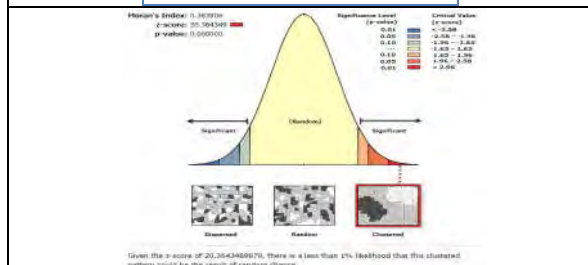 Moran's Index:
z-score:
p-value: 0.000000
Significance Level
(p-value)
Critical Value
(z-score)
0.01 < -2.58
0.05 -2.58 - -1.96
0.10 -1.96 - -1.65
--- -1.65 - 1.65
0.10 1.65 - 1.96
0.05 1.96 - 2.58
0.01 > 2.58
Significant
(Random)
Significant
Dispersed
Random
Clustered
Given the z-score of there is a less than 1% likelihood that this clustered
pattern could be the result of random chance.